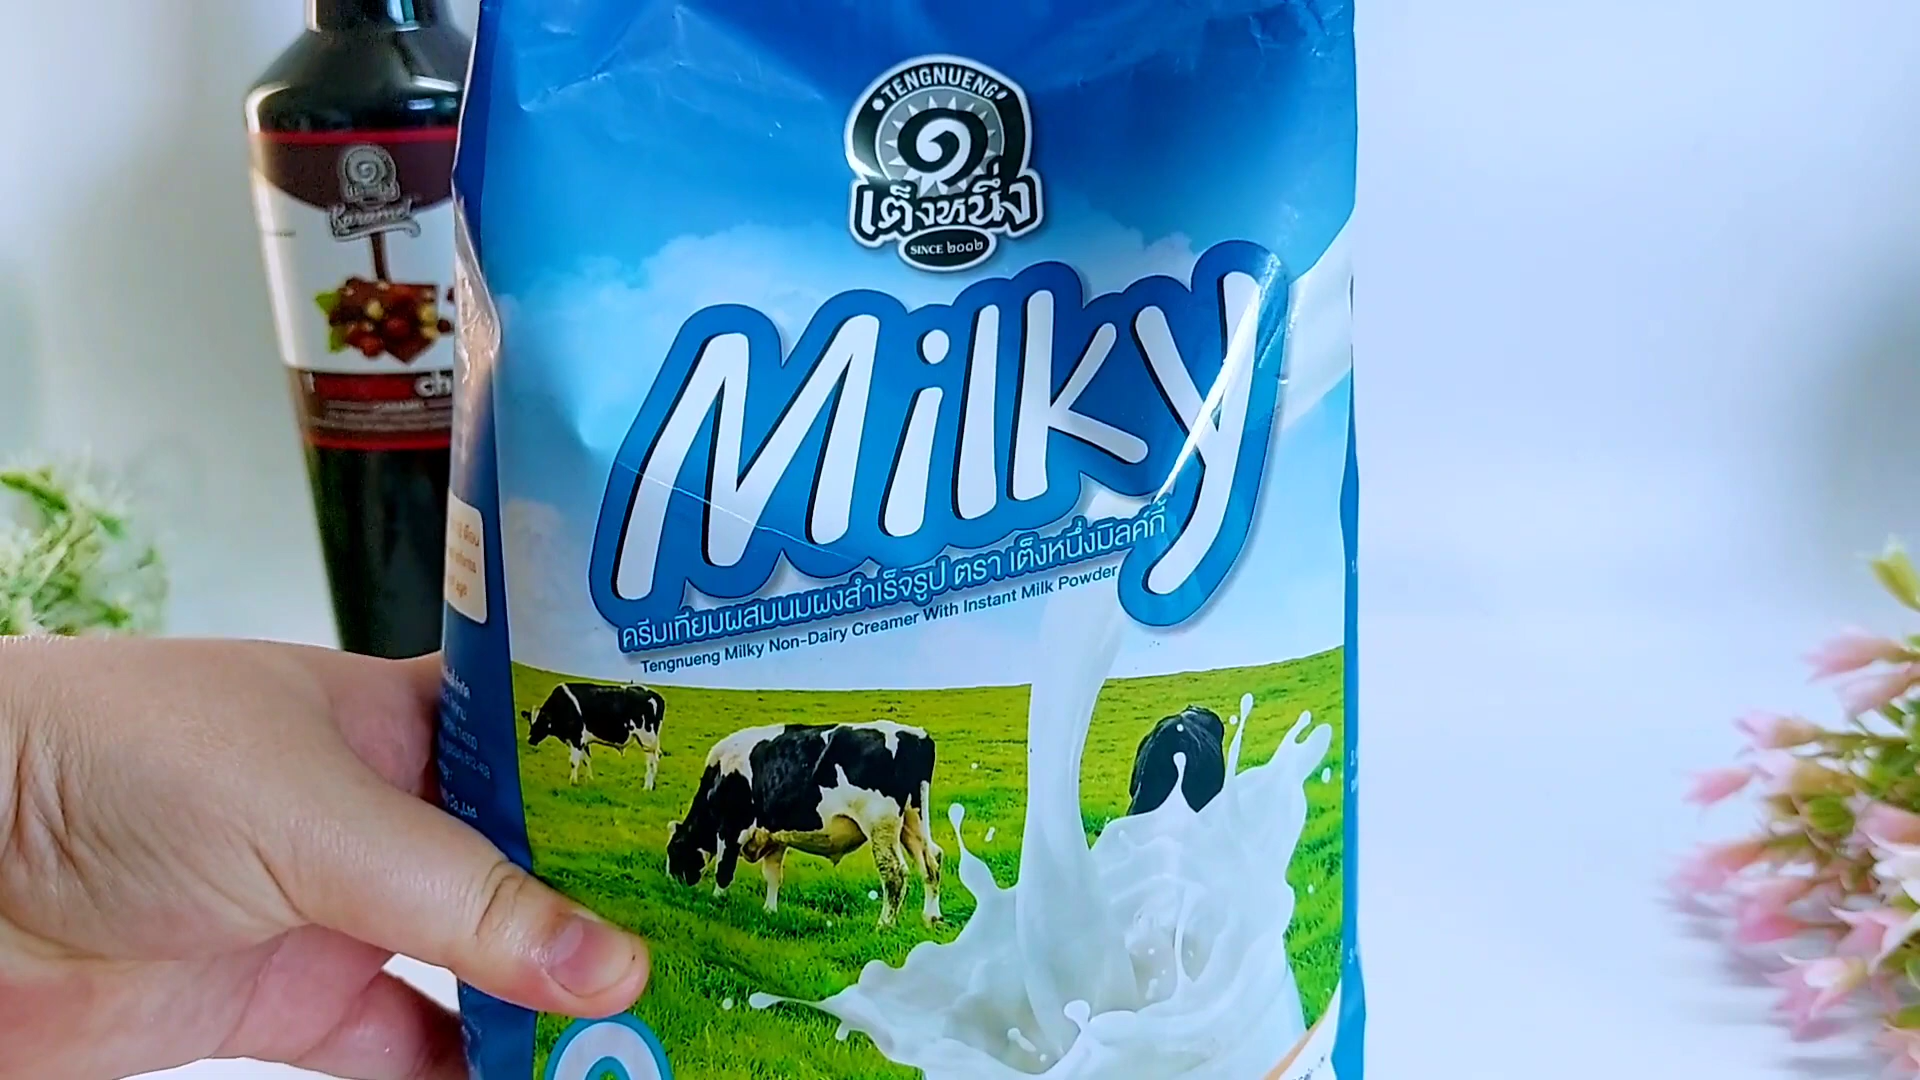 TENGNUENG
๑
เต็งหนึ่ง
SINCE ๒๐๐๒
Milky
ครีมเทียมผสมนมผงสำเร็จรูป ตรา เต็งหนึ่งมิลค์กี้
Tengnueng Milky Non-Dairy Creamer With Instant Milk Powder
Karamel
Co.,Ltd.